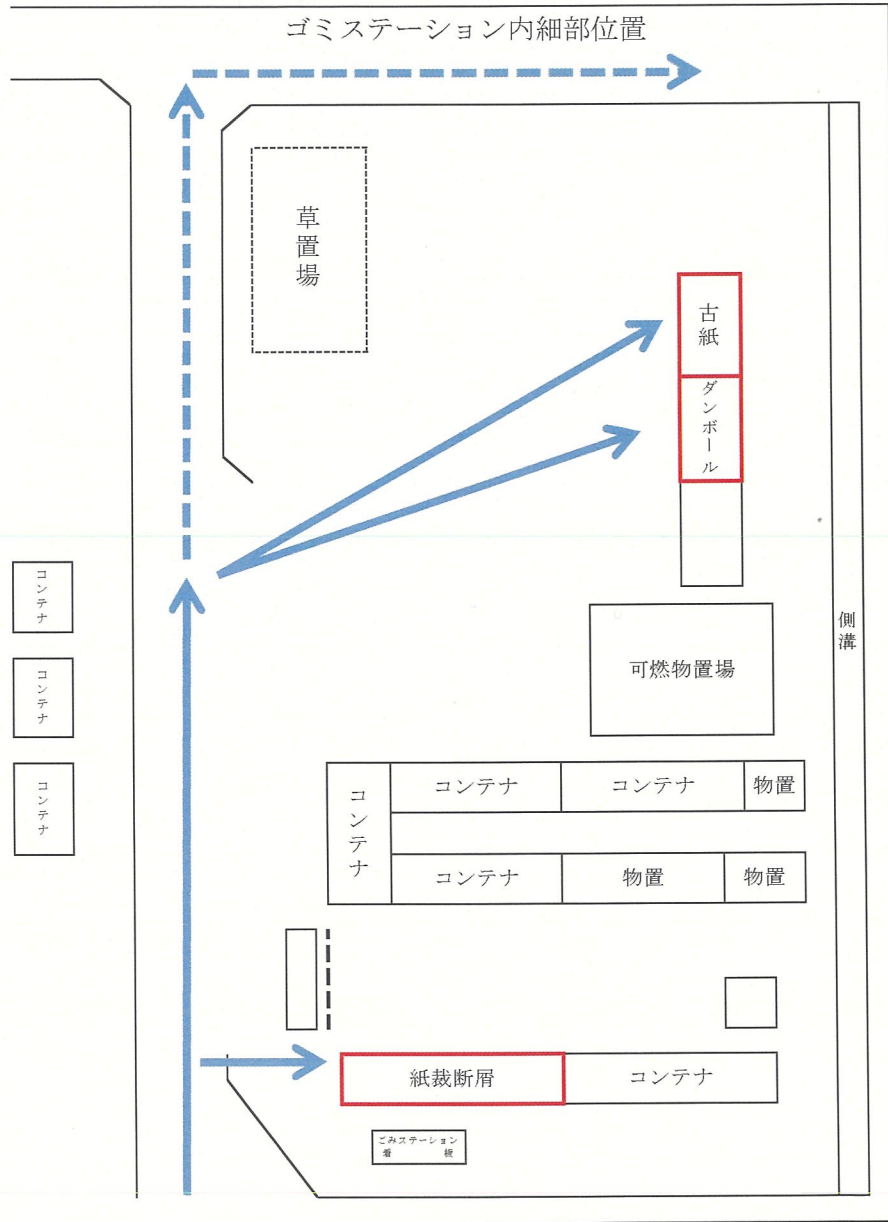 ゴミステーション内細部位置
草置場
古紙
ダンボール
コンテナ
コンテナ
コンテナ
側溝
可燃物置場
コンテナ
コンテナ
コンテナ
物置
コンテナ
物置
物置
紙裁断屑
コンテナ
ごみステーション
看 板